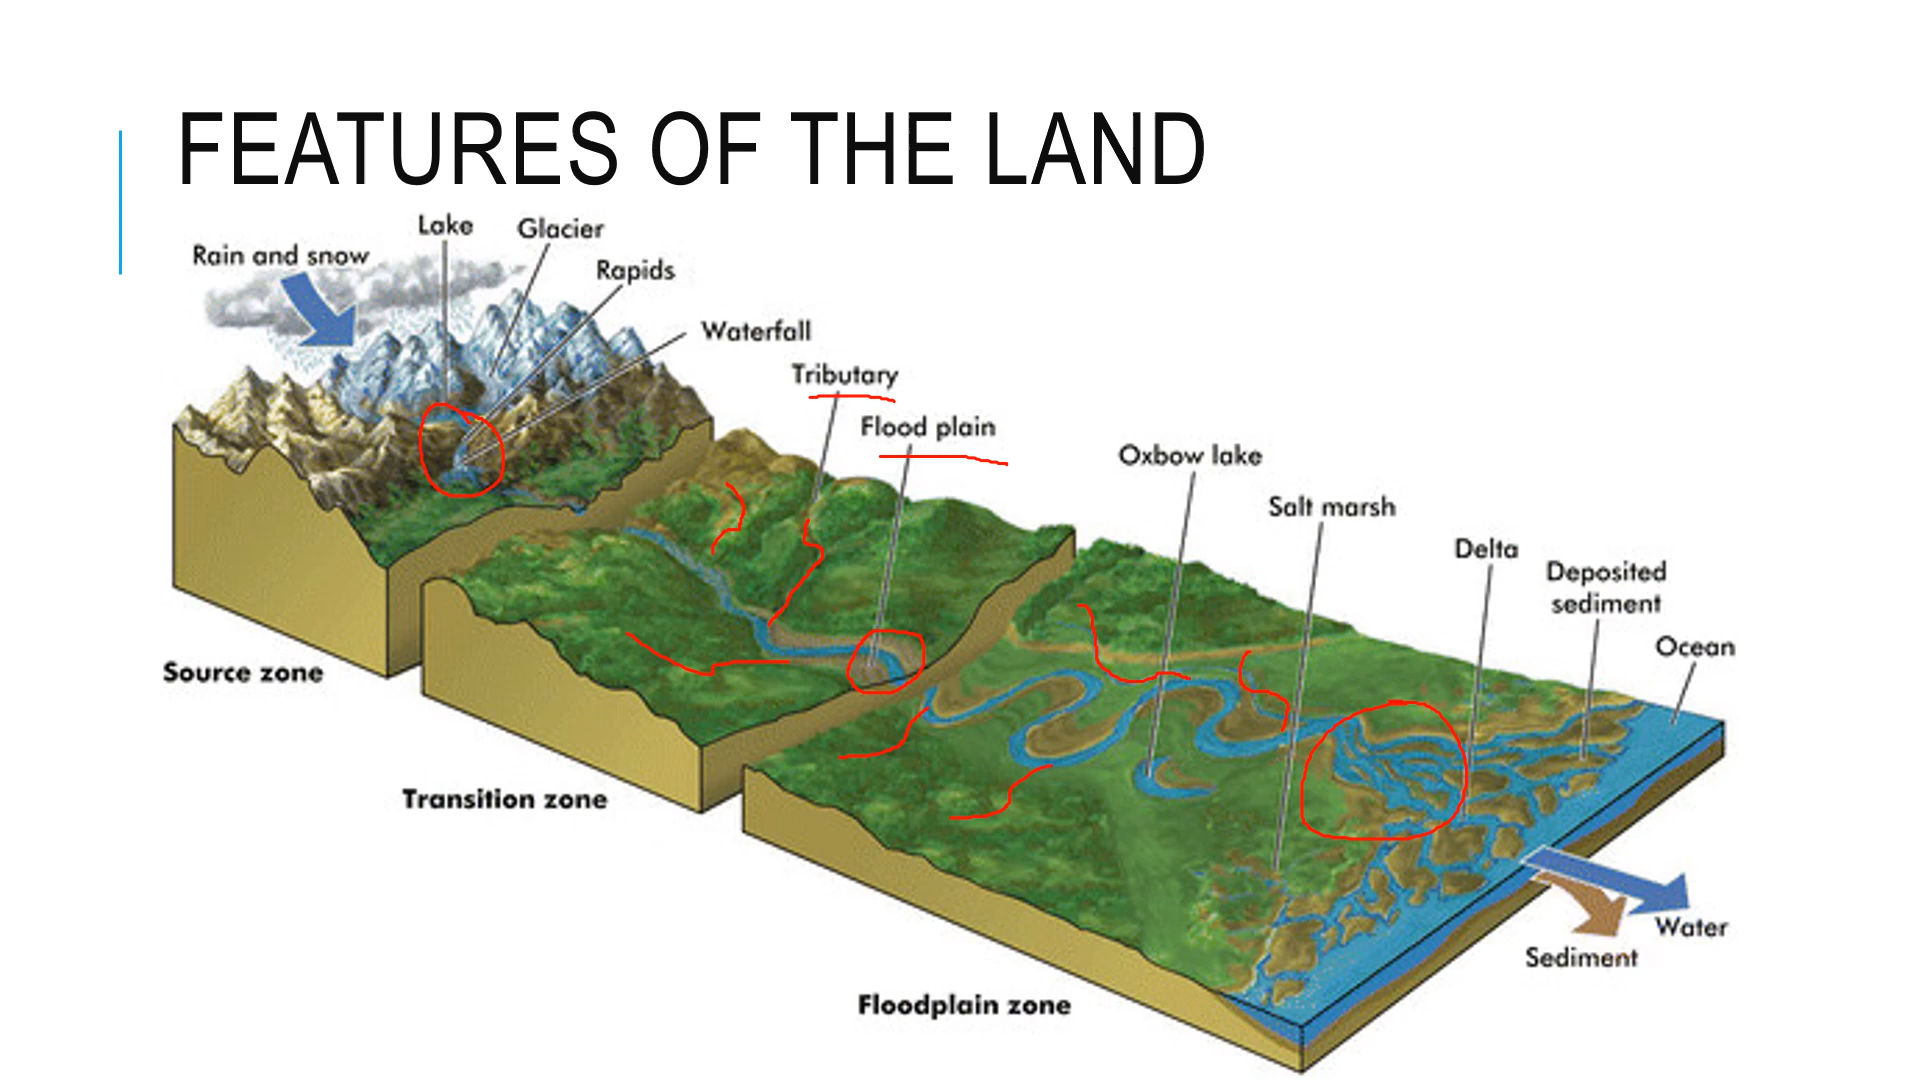 FEATURES OF THE LAND
Lake
Glacier
Rain and snow
Rapids
Waterfall
Tributary
Flood plain
Oxbow lake
Salt marsh
Delta
Deposited
sediment
Ocean
Source zone
Transition zone
Water
Sediment
Floodplain zone